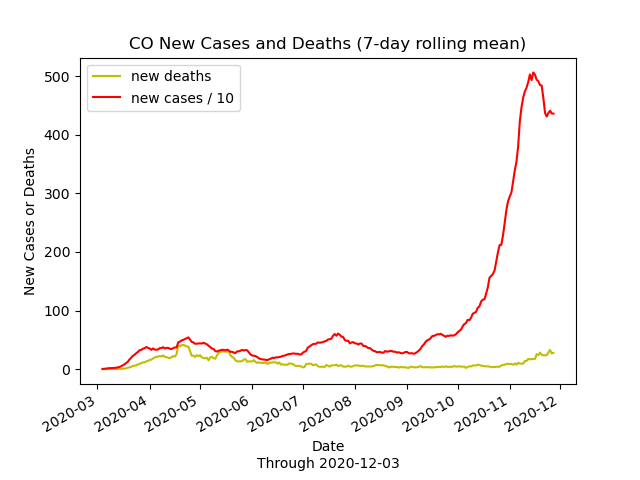 CO New Cases and Deaths (7-day rolling mean)
new deaths
new cases / 10
500
400
300
200
100
0
New Cases or Deaths
2020-03
2020-04
2020-05
2020-06
2020-07
2020-08
2020-09
2020-10
2020-11
2020-12
Date
Through 2020-12-03